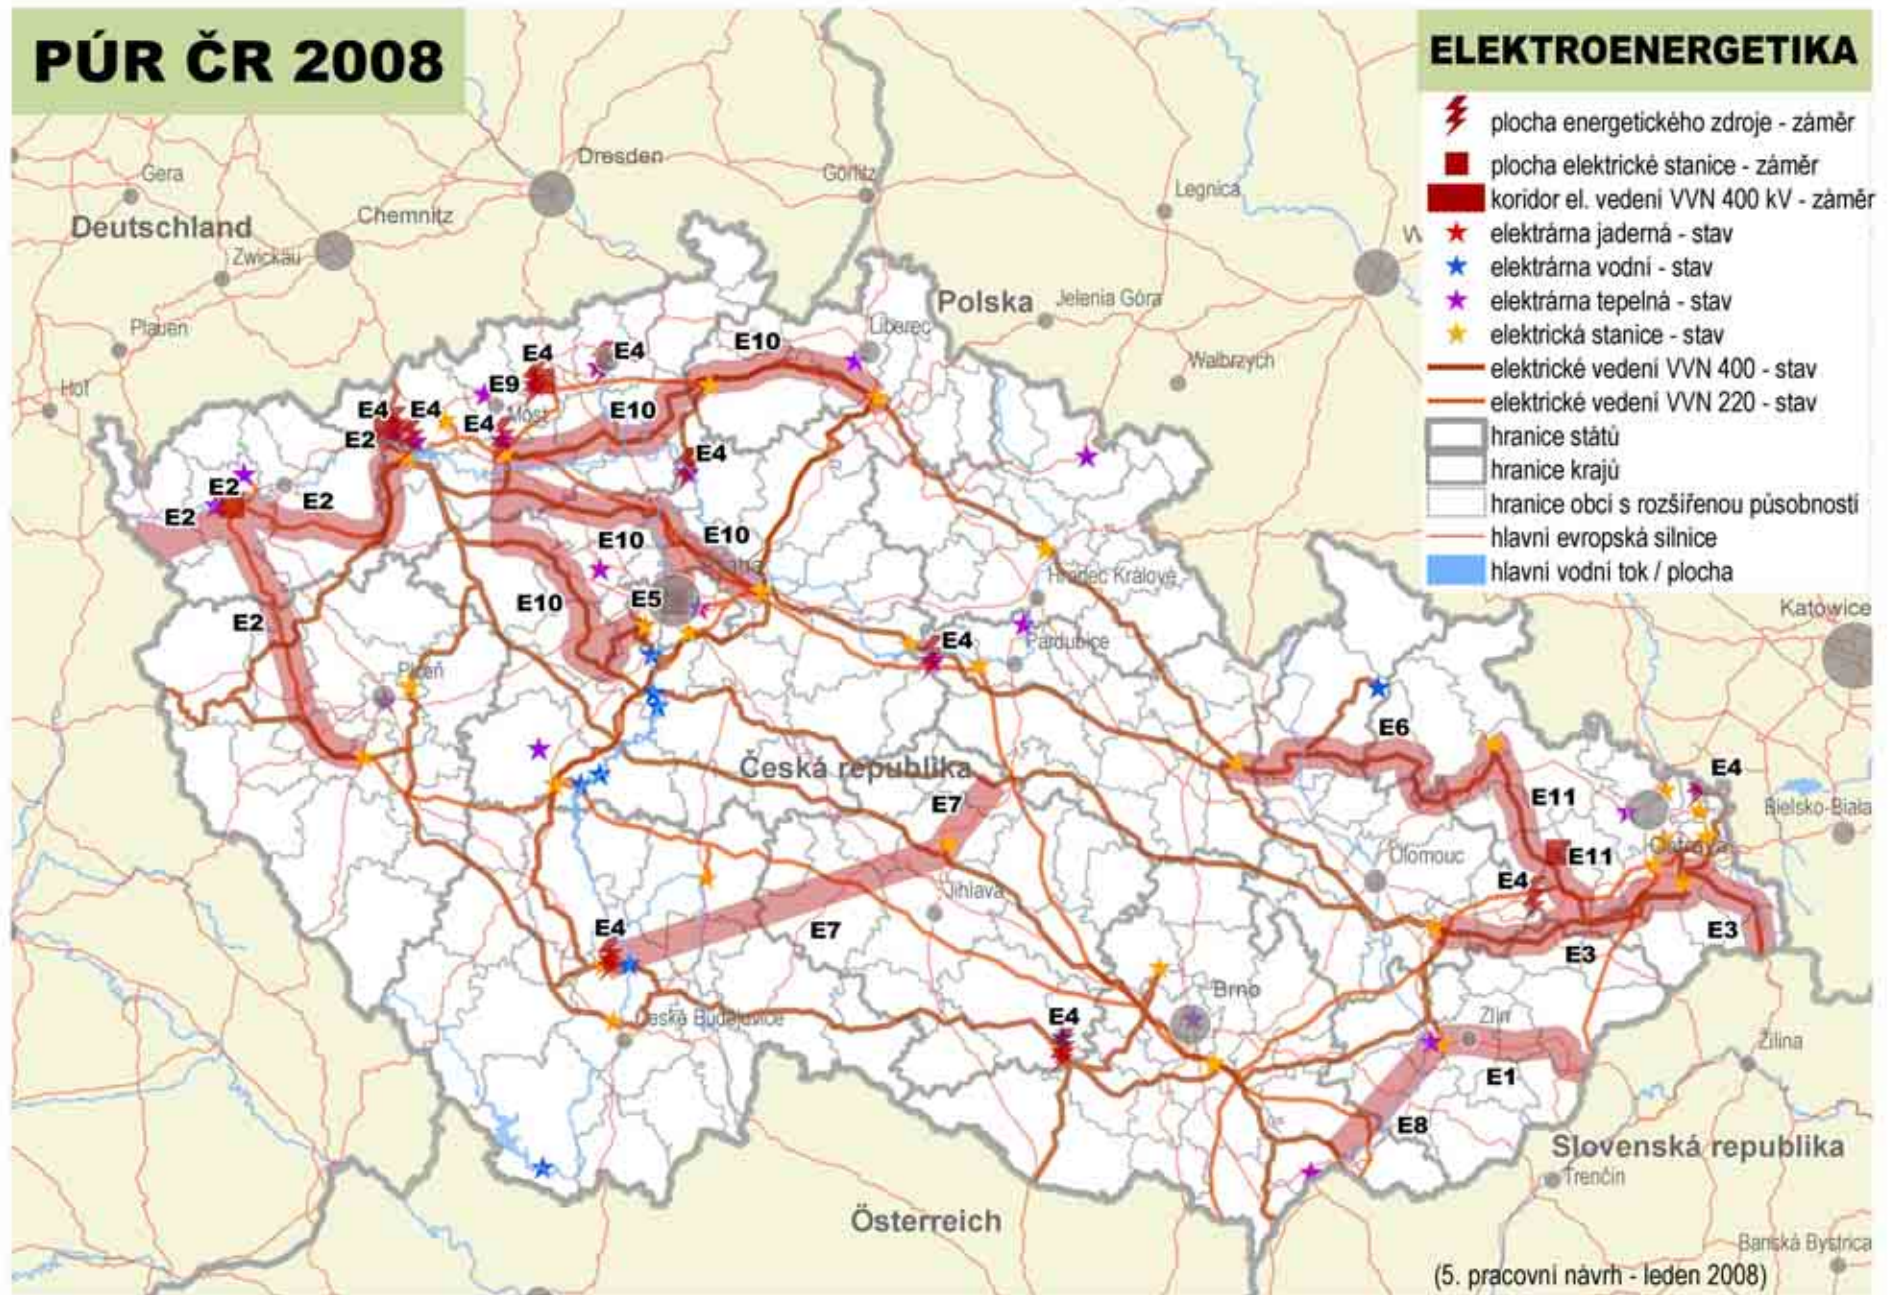 PÚR ČR 2008
ELEKTROENERGETIKA
plocha energetického zdroje - záměr
plocha elektrické stanice - záměr
koridor el. vedení VVN 400 kV - záměr
elektrárna jaderná - stav
elektrárna vodní - stav
elektrárna tepelná - stav
elektrická stanice - stav
elektrické vedení VVN 400 - stav
elektrické vedení VVN 220 - stav
hranice států
hranice krajů
hranice obcí s rozšířenou působností
hlavní evropská silnice
hlavní vodní tok / plocha
Dresden
Görlitz
Gera
Legnica
Chemnitz
Deutschland
W
Zwickau
Polska
Jelenia Góra
Plauen
Liberec
E10
E4
E4
Walbrzych
E9
Hof
E4
E4
E10
Most
E4
E2
E4
E2
E2
E2
E10
E10
Hradec Králové
E10
E5
Katowice
E2
E4
Pardubice
Plzeň
E6
Česká republika
E4
E7
E11
Bielsko-Biała
Olomouc
Ostrava
E11
E4
Jihlava
E4
E7
E3
E3
Brno
České Budějovice
E4
Zlín
Žilina
E1
E8
Slovenská republika
Trenčín
Österreich
Banská Bystrica
(5. pracovní návrh - leden 2008)